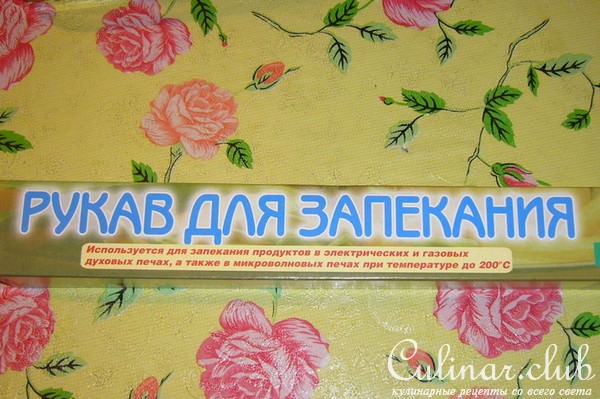 РУКАВ ДЛЯ ЗАПЕКАНИЯ
Используется для запекания продуктов в электрических и газовых
духовых печах, а также в микроволновых печах при температуре до 200°С
Culinar.club
кулинарные рецепты со всего света